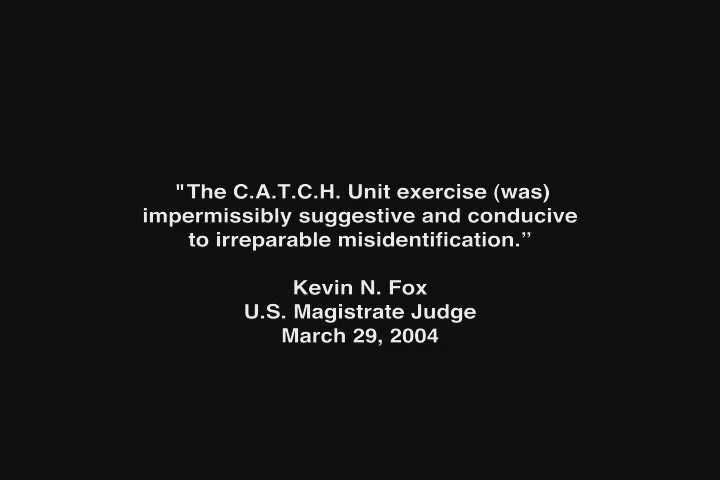 "The C.A.T.C.H. Unit exercise (was)
impermissibly suggestive and conducive
to irreparable misidentification.”
Kevin N. Fox
U.S. Magistrate Judge
March 29, 2004